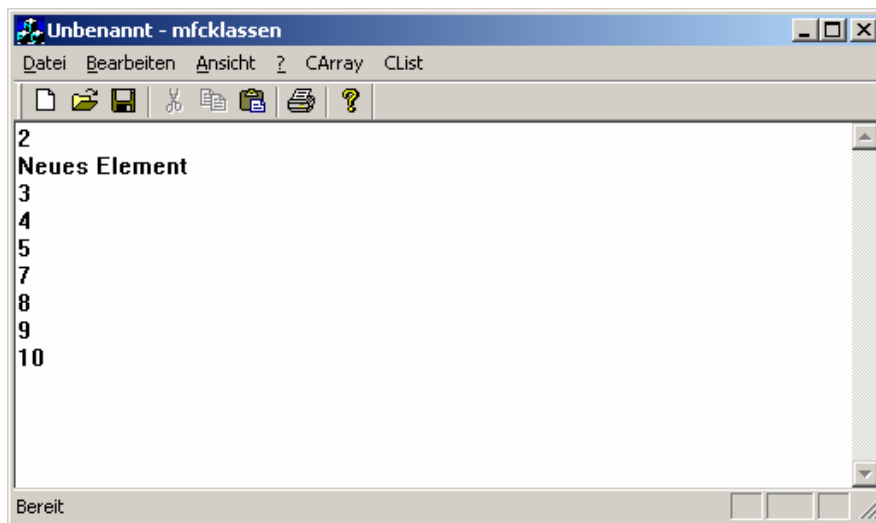 Unbenannt - mfcklassen
Datei Bearbeiten Ansicht ? CArray CList
2
Neues Element
3
4
5
7
8
9
10
Bereit